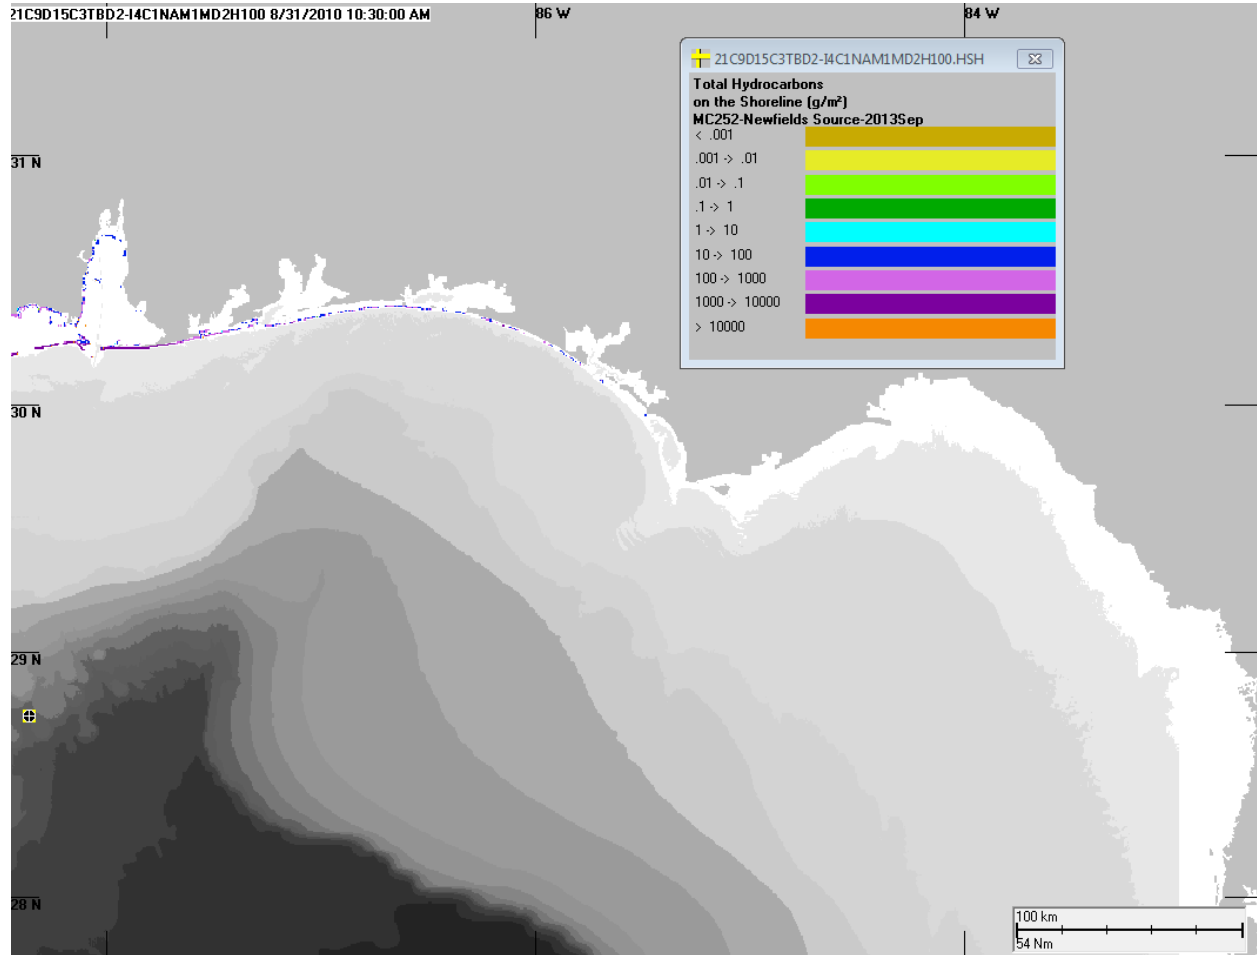 21C9D15C3TBD2-I4C1NAM1MD2H100 8/31/2010 10:30:00 AM
86 W
84 W
21C9D15C3TBD2-I4C1NAM1MD2H100.HSH
Total Hydrocarbons
on the Shoreline (g/m²)
MC252-Newfields Source-2013Sep
< .001
.001 -> .01
.01 -> .1
.1 -> 1
1 -> 10
10 -> 100
100 -> 1000
1000 -> 10000
> 10000
31 N
30 N
29 N
28 N
100 km
54 Nm